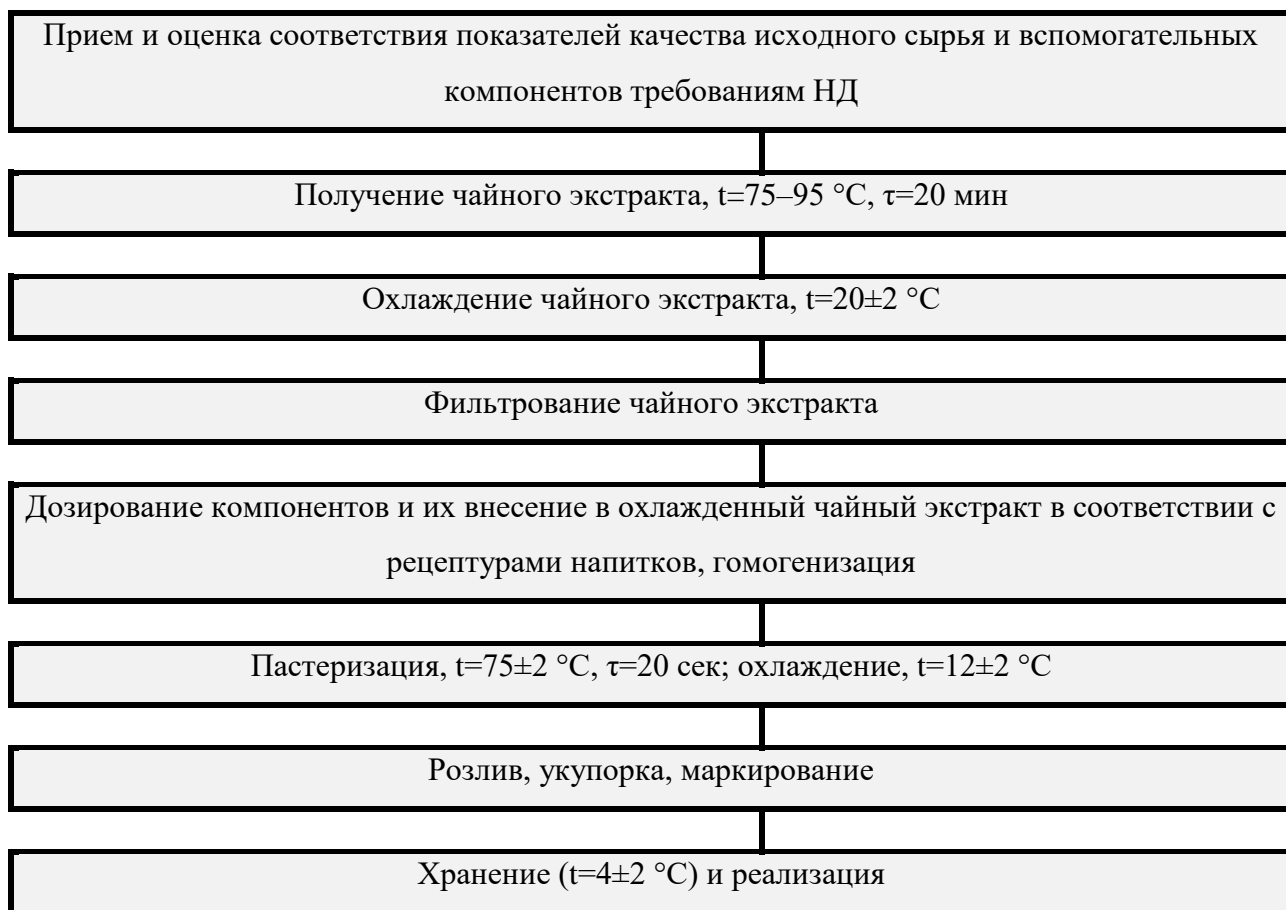 Прием и оценка соответствия показателей качества исходного сырья и вспомогательных
компонентов требованиям НД
Получение чайного экстракта, t=75–95 °C, τ=20 мин
Охлаждение чайного экстракта, t=20±2 °C
Фильтрование чайного экстракта
Дозирование компонентов и их внесение в охлажденный чайный экстракт в соответствии с
рецептурами напитков, гомогенизация
Пастеризация, t=75±2 °C, τ=20 сек; охлаждение, t=12±2 °C
Розлив, укупорка, маркирование
Хранение (t=4±2 °C) и реализация